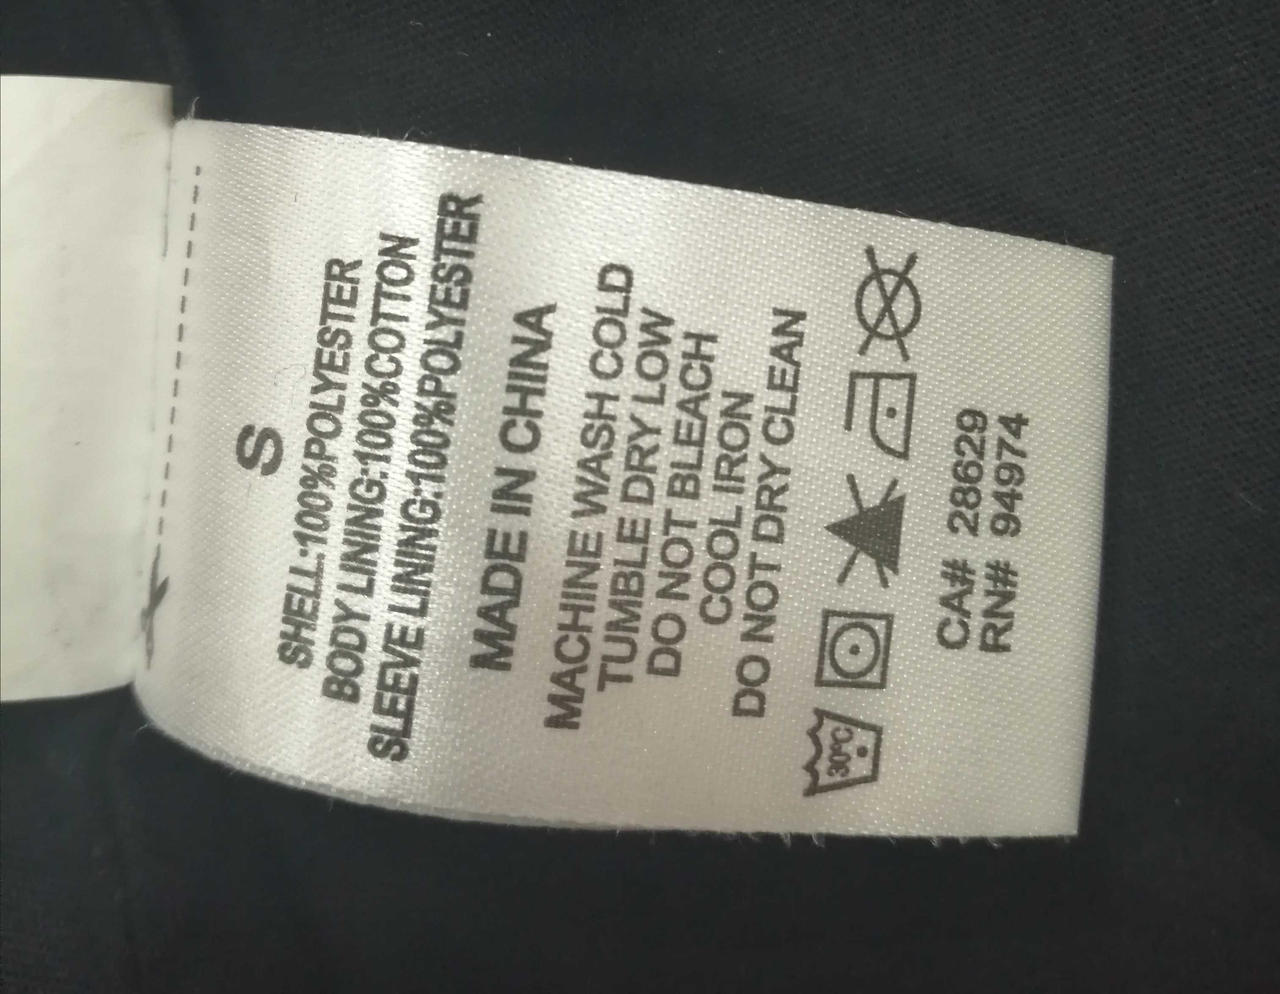 S
SHELL:100%POLYESTER
BODY LINING:100%COTTON
SLEEVE LINING:100%POLYESTER
MADE IN CHINA
MACHINE WASH COLD
TUMBLE DRY LOW
DO NOT BLEACH
COOL IRON
DO NOT DRY CLEAN
30°C
CA# 28629
RN# 94974